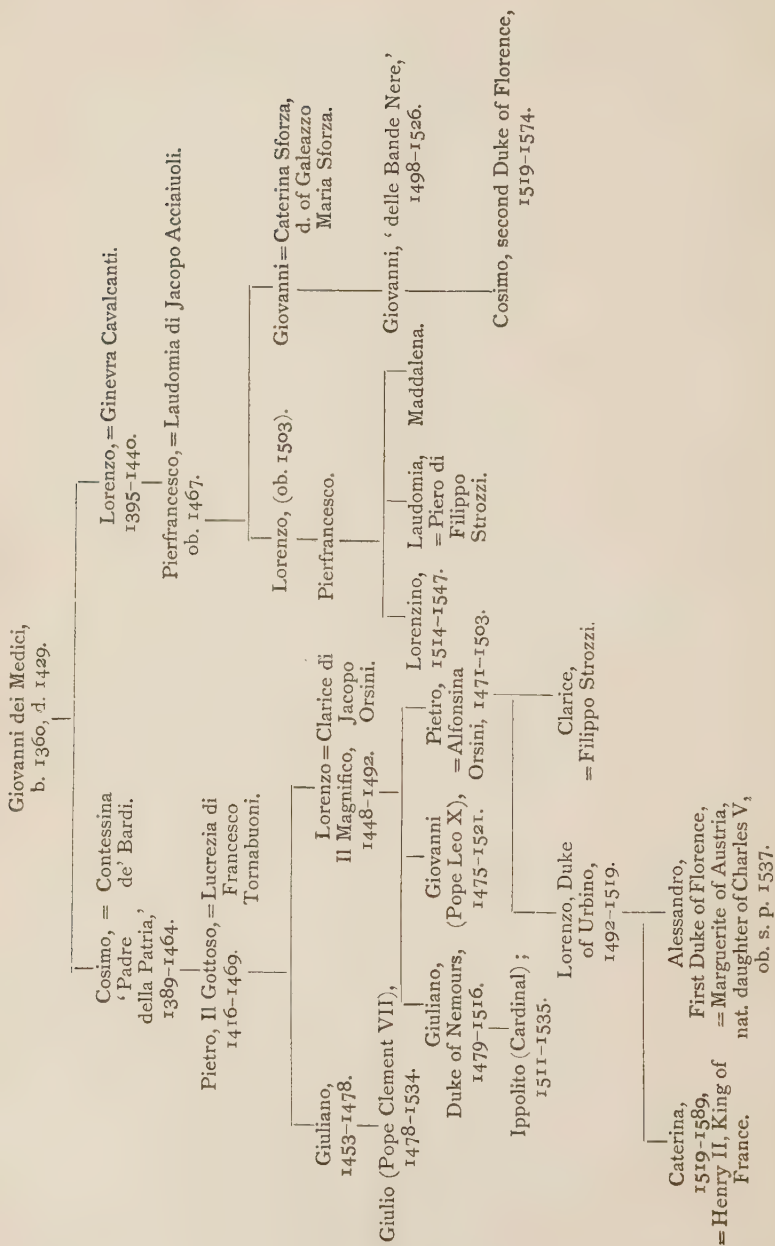 Giovanni dei Medici,
b. 1360, d. 1429.
Cosimo, = Contessina
‘ Padre de’ Bardi.
della Patria,’
1389–1464.
Lorenzo, = Ginevra Cavalcanti.
1395–1440.
Pietro, Il Gottoso, = Lucrezia di
1416–1469. Francesco
Tornabuoni.
Pierfrancesco, = Laudomia di Jacopo Acciaiuoli.
ob. 1467.
Giuliano,
1453–1478.
Lorenzo = Clarice di
Il Magnifico, Jacopo
1448–1492. Orsini.
Lorenzo, (ob. 1503).
Giovanni = Caterina Sforza,
d. of Galeazzo
Maria Sforza.
Giulio (Pope Clement VII),
1478–1534.
Pierfrancesco.
Giovanni, ‘ delle Bande Nere,’
1498–1526.
Giuliano,
Duke of Nemours,
1479–1516.
Giovanni
(Pope Leo X),
1475–1521.
Pietro,
= Alfonsina
Orsini, 1471–1503.
Lorenzino,
1514–1547.
Laudomia,
= Piero di
Filippo
Strozzi.
Maddalena.
Cosimo, second Duke of Florence,
1519–1574.
Ippolito (Cardinal) ;
1511–1535.
Lorenzo, Duke
of Urbino,
1492–1519.
Clarice,
= Filippo Strozzi.
Caterina,
1519–1589,
= Henry II, King of
France.
Alessandro,
First Duke of Florence,
= Marguerite of Austria,
nat. daughter of Charles V,
ob. s. p. 1537.